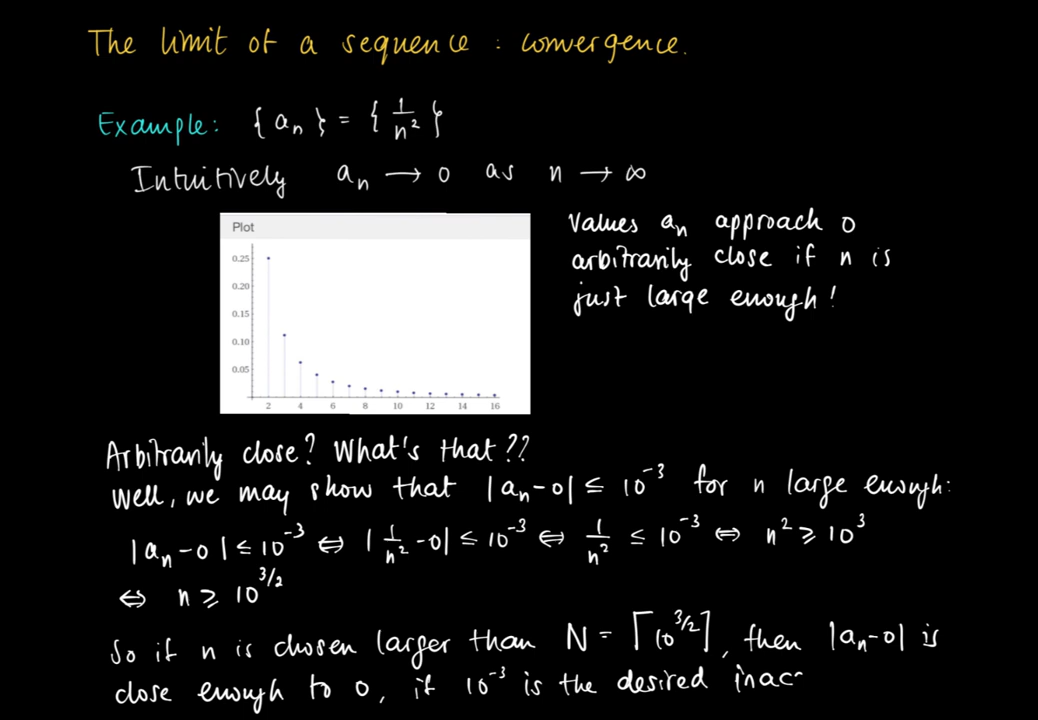 The limit of a sequence : convergence.
Example: {aₙ} = {1/n²}
Intuitively aₙ → 0 as n → ∞
Plot
0.25
0.20
0.15
0.10
0.05
2 4 6 8 10 12 14 16
Values aₙ approach 0
arbitrarily close if n is
just large enough!
Arbitrarily close? What's that??
Well, we may show that |aₙ-0| ≤ 10⁻³ for n large enough:
|aₙ-0| ≤ 10⁻³ ⇔ |1/n² -0| ≤ 10⁻³ ⇔ 1/n² ≤ 10⁻³ ⇔ n² ≥ 10³
⇔ n ≥ 10^(3/2)
So if n is chosen larger than N = ⌈10^(3/2)⌉, then |aₙ-0| is
close enough to 0, if 10⁻³ is the desired inac